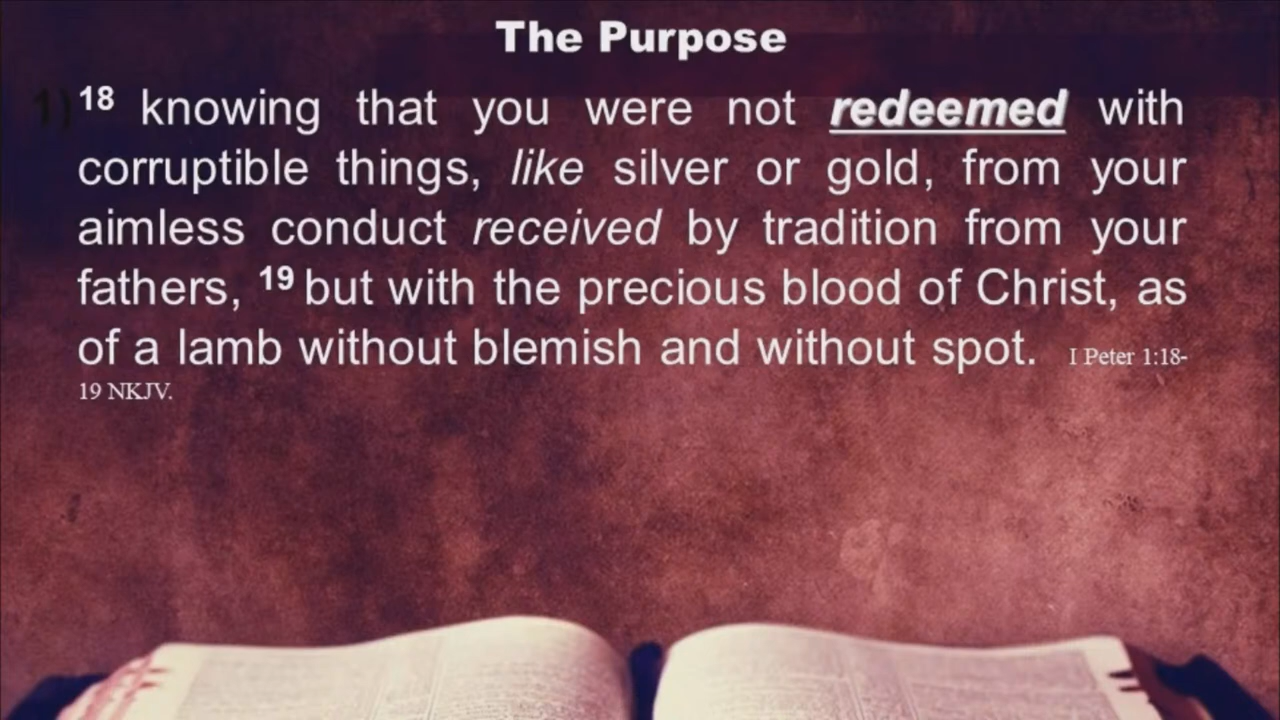 The Purpose
1) 18 knowing that you were not redeemed with
corruptible things, like silver or gold, from your
aimless conduct received by tradition from your
fathers, 19 but with the precious blood of Christ, as
of a lamb without blemish and without spot. I Peter 1:18-
19 NKJV.